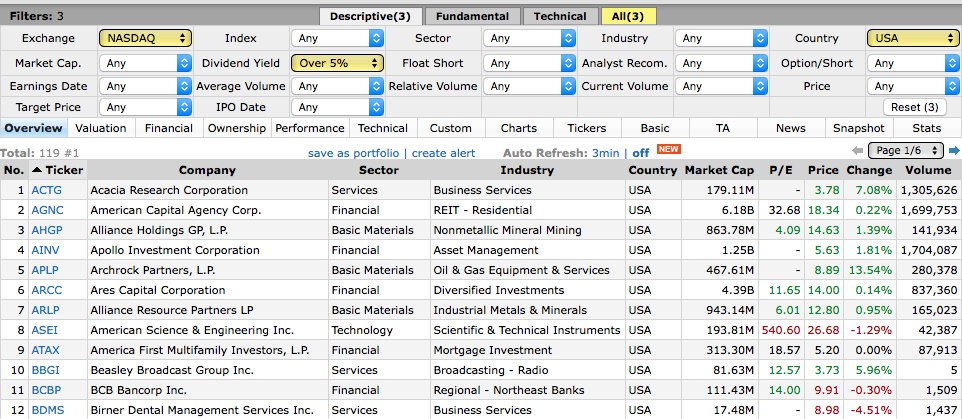 Filters: 3 Descriptive(3) Fundamental Technical All(3)
Exchange NASDAQ Index Any Sector Any Industry Any Country USA
Market Cap. Any Dividend Yield Over 5% Float Short Any Analyst Recom. Any Option/Short Any
Earnings Date Any Average Volume Any Relative Volume Any Current Volume Any Price Any
Target Price Any IPO Date Any Reset (3)
Overview Valuation Financial Ownership Performance Technical Custom Charts Tickers Basic TA News Snapshot Stats
Total: 119 #1 save as portfolio | create alert Auto Refresh: 3min | off NEW Page 1/6
No. Ticker Company Sector Industry Country Market Cap P/E Price Change Volume
1 ACTG Acacia Research Corporation Services Business Services USA 179.11M - 3.78 7.08% 1,305,626
2 AGNC American Capital Agency Corp. Financial REIT - Residential USA 6.18B 32.68 18.34 0.22% 1,699,753
3 AHGP Alliance Holdings GP, L.P. Basic Materials Nonmetallic Mineral Mining USA 863.78M 4.09 14.63 1.39% 141,934
4 AINV Apollo Investment Corporation Financial Asset Management USA 1.25B - 5.63 1.81% 1,704,087
5 APLP Archrock Partners, L.P. Basic Materials Oil & Gas Equipment & Services USA 467.61M - 8.89 13.54% 280,378
6 ARCC Ares Capital Corporation Financial Diversified Investments USA 4.39B 11.65 14.00 0.14% 837,360
7 ARLP Alliance Resource Partners LP Basic Materials Industrial Metals & Minerals USA 943.14M 6.01 12.80 0.95% 165,023
8 ASEI American Science & Engineering Inc. Technology Scientific & Technical Instruments USA 193.81M 540.60 26.68 -1.29% 42,387
9 ATAX America First Multifamily Investors, L.P. Financial Mortgage Investment USA 313.30M 18.57 5.20 0.00% 87,913
10 BBGI Beasley Broadcast Group Inc. Services Broadcasting - Radio USA 81.63M 12.57 3.73 5.96% 5
11 BCBP BCB Bancorp Inc. Financial Regional - Northeast Banks USA 111.43M 14.00 9.91 -0.30% 1,509
12 BDMS Birner Dental Management Services Inc. Services Business Services USA 17.48M - 8.98 -4.51% 1,437